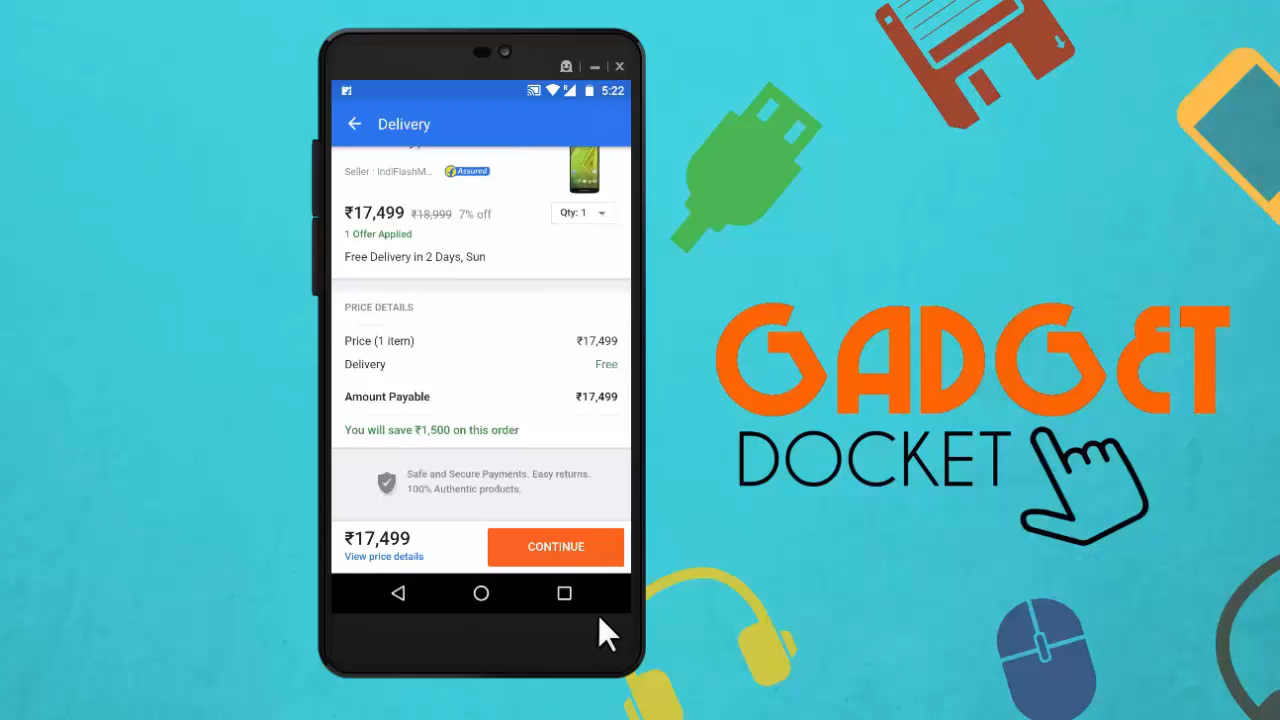 5:22
Delivery
Seller : IndiFlashM... Assured
₹17,499 ₹18,999 7% off
Qty: 1
1 Offer Applied
Free Delivery in 2 Days, Sun
PRICE DETAILS
Price (1 item) ₹17,499
Delivery Free
Amount Payable ₹17,499
You will save ₹1,500 on this order
Safe and Secure Payments. Easy returns.
100% Authentic products.
₹17,499
View price details
CONTINUE
GADGET
DOCKET